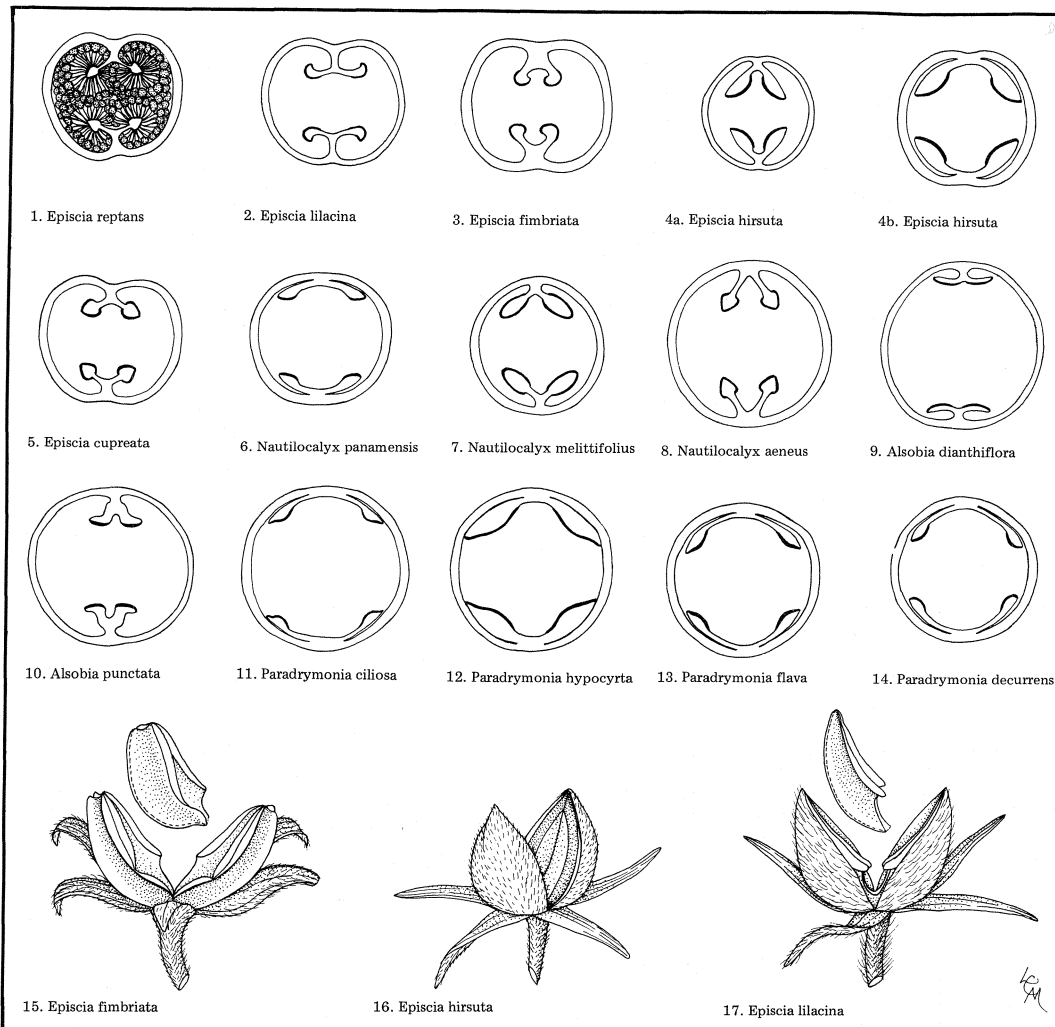 1. Episcia reptans
2. Episcia lilacina
3. Episcia fimbriata
4a. Episcia hirsuta
4b. Episcia hirsuta
5. Episcia cupreata
6. Nautilocalyx panamensis
7. Nautilocalyx melittifolius
8. Nautilocalyx aeneus
9. Alsobia dianthiflora
10. Alsobia punctata
11. Paradrymonia ciliosa
12. Paradrymonia hypocyrta
13. Paradrymonia flava
14. Paradrymonia decurrens
15. Episcia fimbriata
16. Episcia hirsuta
17. Episcia lilacina